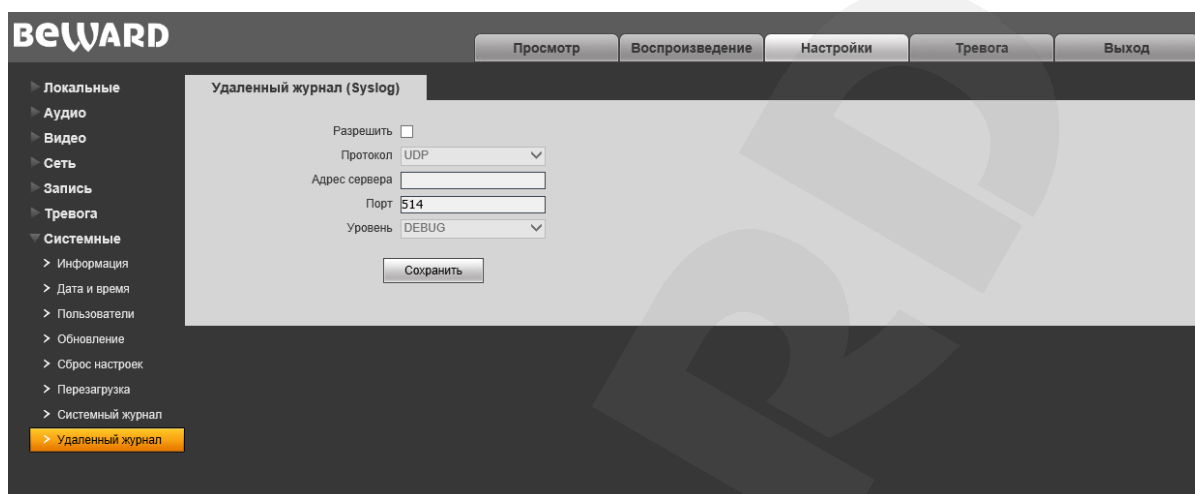 BEWARD
Просмотр
Воспроизведение
Настройки
Тревога
Выход
Локальные
Аудио
Видео
Сеть
Запись
Тревога
Системные
Информация
Дата и время
Пользователи
Обновление
Сброс настроек
Перезагрузка
Системный журнал
Удаленный журнал
Удаленный журнал (Syslog)
Разрешить
Протокол UDP
Адрес сервера
Порт 514
Уровень DEBUG
Сохранить